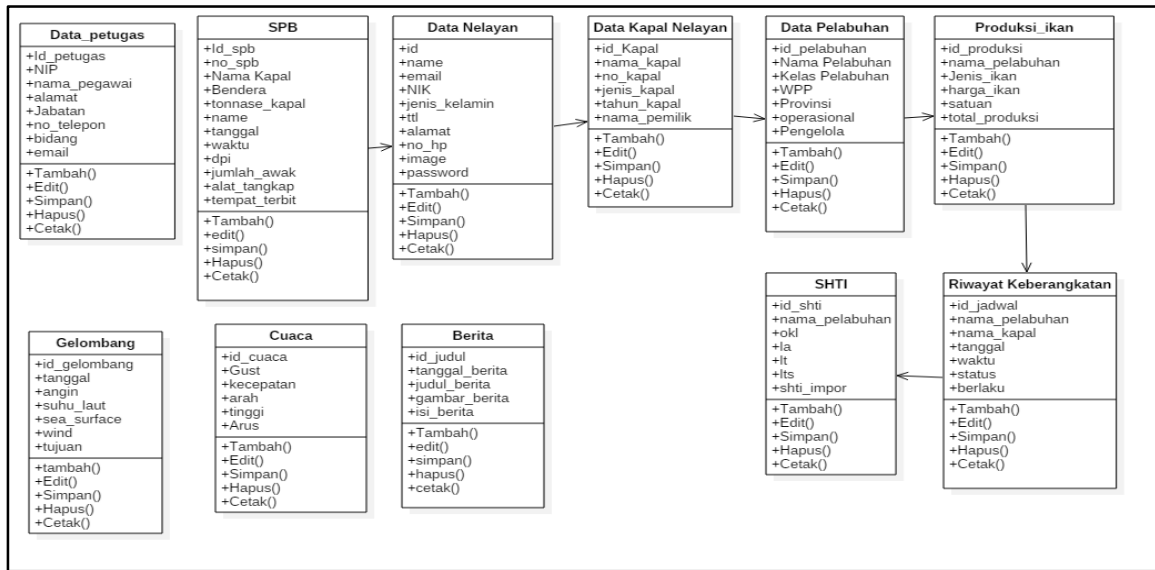 Data_petugas
+Id_petugas
+NIP
+nama_pegawai
+alamat
+Jabatan
+no_telepon
+bidang
+email
+Tambah()
+Edit()
+Simpan()
+Hapus()
+Cetak()
SPB
+Id_spb
+no_spb
+Nama Kapal
+Bendera
+tonnase_kapal
+name
+tanggal
+waktu
+dpi
+jumlah_awak
+alat_tangkap
+tempat_terbit
+Tambah()
+edit()
+simpan()
+Hapus()
+Cetak()
Data Nelayan
+id
+name
+email
+NIK
+jenis_kelamin
+ttl
+alamat
+no_hp
+image
+password
+Tambah()
+Edit()
+Simpan()
+Hapus()
+Cetak()
Data Kapal Nelayan
+id_Kapal
+nama_kapal
+no_kapal
+jenis_kapal
+tahun_kapal
+nama_pemilik
+Tambah()
+Edit()
+Simpan()
+Hapus()
+Cetak()
Data Pelabuhan
+id_pelabuhan
+Nama Pelabuhan
+Kelas Pelabuhan
+WPP
+Provinsi
+operasional
+Pengelola
+Tambah()
+Edit()
+Simpan()
+Hapus()
+Cetak()
Produksi_ikan
+id_produksi
+nama_pelabuhan
+Jenis_ikan
+harga_ikan
+satuan
+total_produksi
+Tambah()
+Edit()
+Simpan()
+Hapus()
+Cetak()
Gelombang
+id_gelombang
+tanggal
+angin
+suhu_laut
+sea_surface
+wind
+tujuan
+tambah()
+Edit()
+Simpan()
+Hapus()
+Cetak()
Cuaca
+id_cuaca
+Gust
+kecepatan
+arah
+tinggi
+Arus
+Tambah()
+Edit()
+Simpan()
+Hapus()
+Cetak()
Berita
+id_judul
+tanggal_berita
+judul_berita
+gambar_berita
+isi_berita
+Tambah()
+edit()
+simpan()
+hapus()
+cetak()
SHTI
+id_shti
+nama_pelabuhan
+okl
+la
+lt
+lts
+shti_impor
+Tambah()
+Edit()
+Simpan()
+Hapus()
+Cetak()
Riwayat Keberangkatan
+id_jadwal
+nama_pelabuhan
+nama_kapal
+tanggal
+waktu
+status
+berlaku
+Tambah()
+Edit()
+Simpan()
+Hapus()
+Cetak()